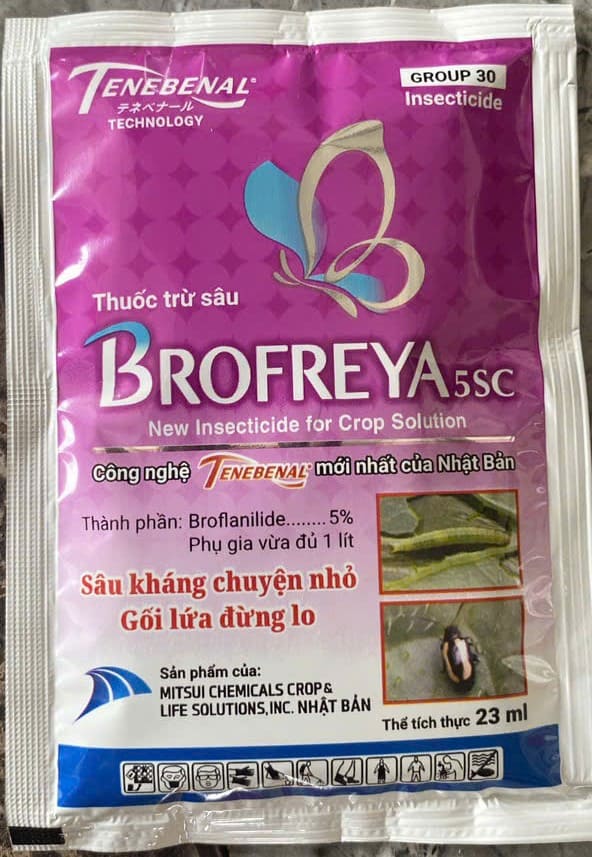 TENEBENAL®
テネベナール
TECHNOLOGY
GROUP 30
Insecticide
Thuốc trừ sâu
BROFREYA 5SC
New Insecticide for Crop Solution
Công nghệ TENEBENAL® mới nhất của Nhật Bản
Thành phần: Broflanilide........5%
Phụ gia vừa đủ 1 lít
Sâu kháng chuyện nhỏ
Gối lứa đừng lo
Sản phẩm của:
MITSUI CHEMICALS CROP &
LIFE SOLUTIONS, INC. NHẬT BẢN
Thể tích thực 23 ml